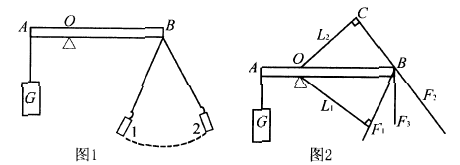 A O B
G
1 2
图1
C
L₂
A O B
L₁
F₂
G F₁ F₃
图2